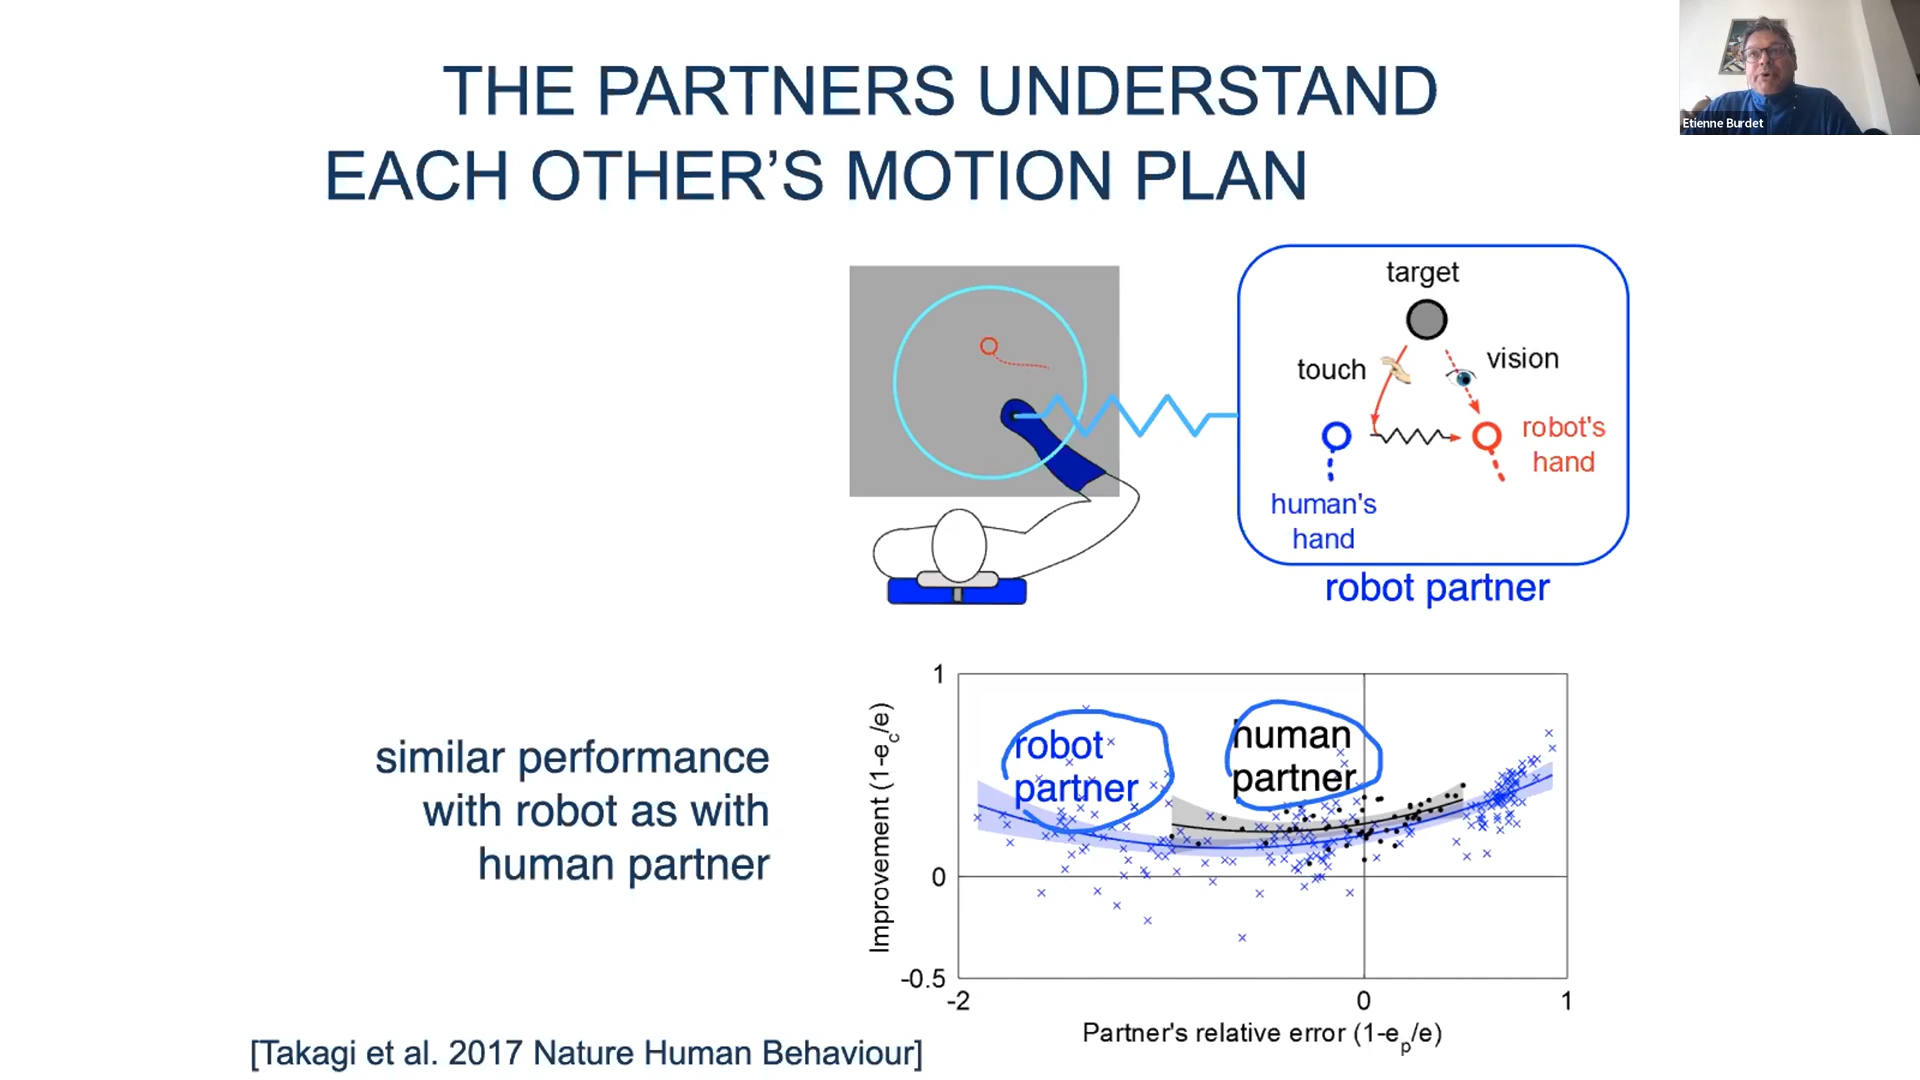 THE PARTNERS UNDERSTAND
EACH OTHER'S MOTION PLAN
Etienne Burdet
target
touch
vision
robot's
hand
human's
hand
robot partner
similar performance
with robot as with
human partner
1
0
-0.5
Improvement (1-ec/e)
robot
partner
human
partner
-2
0
1
Partner's relative error (1-ep/e)
[Takagi et al. 2017 Nature Human Behaviour]